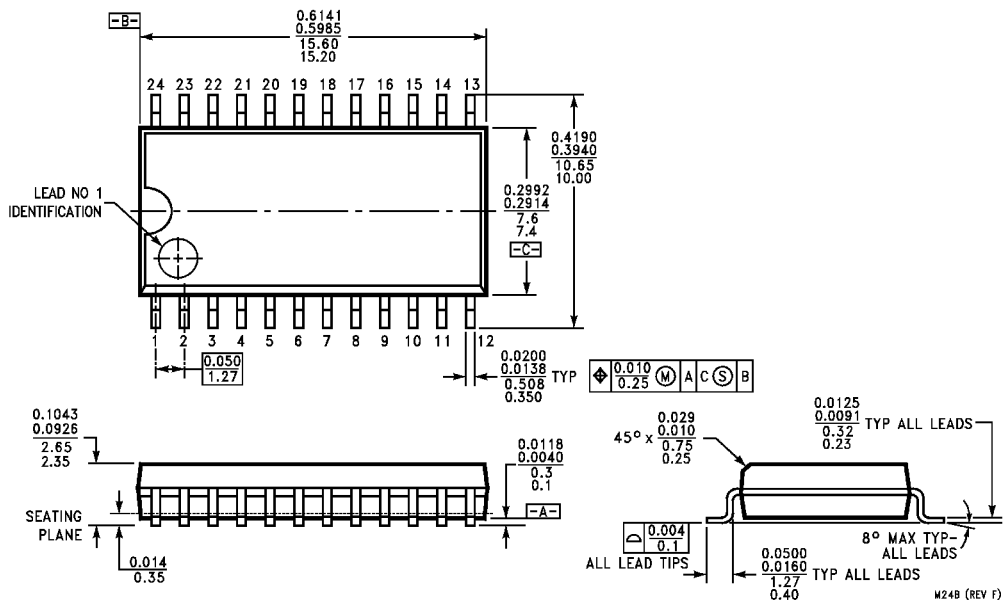 -B-
0.6141
0.5985
15.60
15.20
24 23 22 21 20 19 18 17 16 15 14 13
0.4190
0.3940
10.65
10.00
LEAD NO 1
IDENTIFICATION
0.2992
0.2914
7.6
7.4
-C-
1 2 3 4 5 6 7 8 9 10 11 12
0.050
1.27
0.0200
0.0138
0.508
0.350
TYP
0.010
0.25
M A C S B
0.1043
0.0926
2.65
2.35
SEATING
PLANE
0.014
0.35
0.0118
0.0040
0.3
0.1
-A-
45° x
0.029
0.010
0.75
0.25
0.0125
0.0091
0.32
0.23
TYP ALL LEADS
0.004
0.1
ALL LEAD TIPS
0.0500
0.0160
1.27
0.40
TYP ALL LEADS
8° MAX TYP-
ALL LEADS
M24B (REV F)